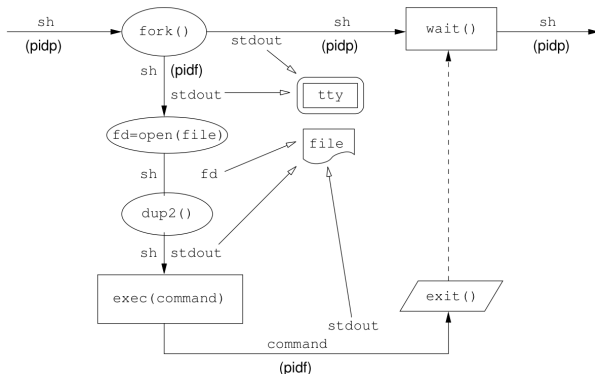 sh
fork()
sh
wait()
sh
(pidp)
stdout
(pidp)
(pidp)
sh
(pidf)
stdout
tty
fd=open(file)
file
sh
fd
dup2()
sh
stdout
exec(command)
exit()
stdout
command
(pidf)